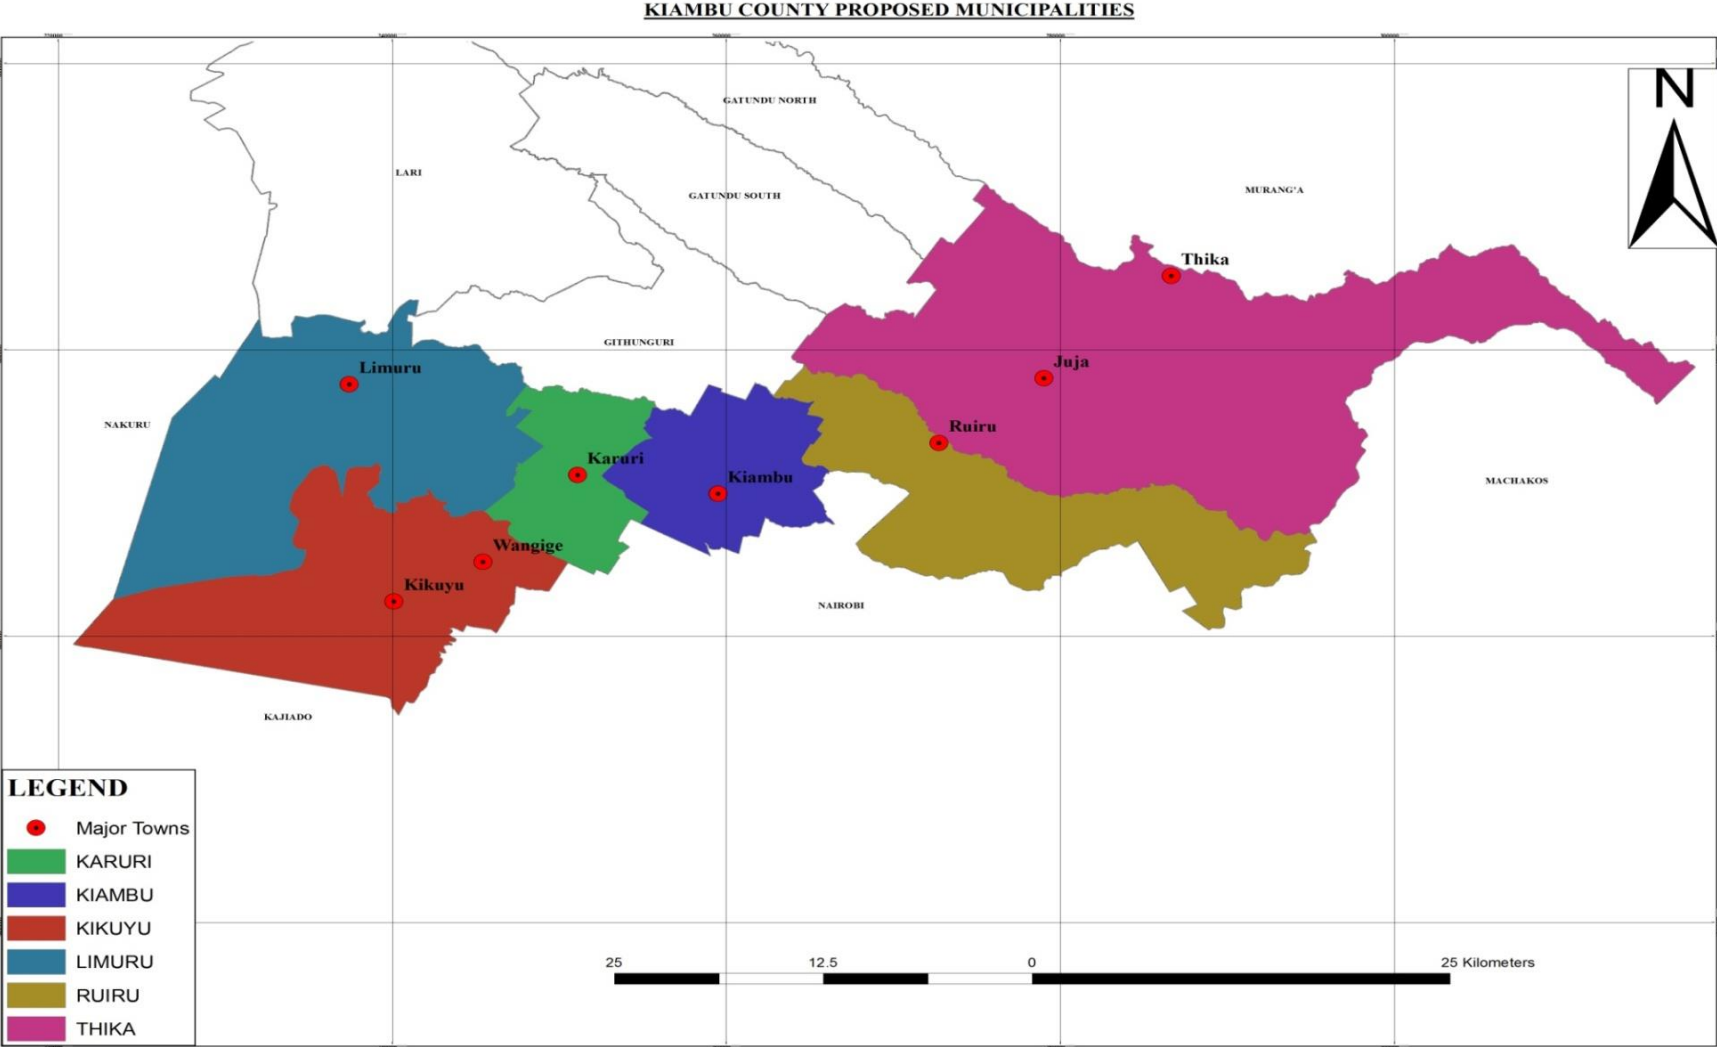 KIAMBU COUNTY PROPOSED MUNICIPALITIES
N
GATUNDU NORTH
LARI
GATUNDU SOUTH
MURANG'A
Thika
GITHUNGURI
Juja
Limuru
NAKURU
Ruiru
Karuri
Kiambu
MACHAKOS
Wangige
Kikuyu
NAIROBI
KAJIADO
LEGEND
Major Towns
KARURI
KIAMBU
KIKUYU
LIMURU
RUIRU
THIKA
25 12.5 0 25 Kilometers